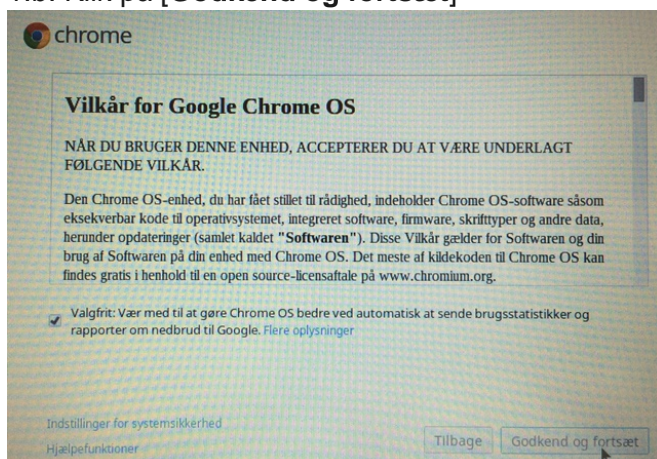 chrome
Vilkår for Google Chrome OS
NÅR DU BRUGER DENNE ENHED, ACCEPTERER DU AT VÆRE UNDERLAGT
FØLGENDE VILKÅR.
Den Chrome OS-enhed, du har fået stillet til rådighed, indeholder Chrome OS-software såsom
eksekverbar kode til operativsystemet, integreret software, firmware, skrifttyper og andre data,
herunder opdateringer (samlet kaldet "Softwaren"). Disse Vilkår gælder for Softwaren og din
brug af Softwaren på din enhed med Chrome OS. Det meste af kildekoden til Chrome OS kan
findes gratis i henhold til en open source-licensaftale på www.chromium.org.
Valgfrit: Vær med til at gøre Chrome OS bedre ved automatisk at sende brugsstatistikker og
rapporter om nedbrud til Google. Flere oplysninger
Indstillinger for systemsikkerhed
Hjælpefunktioner
Tilbage
Godkend og fortsæt